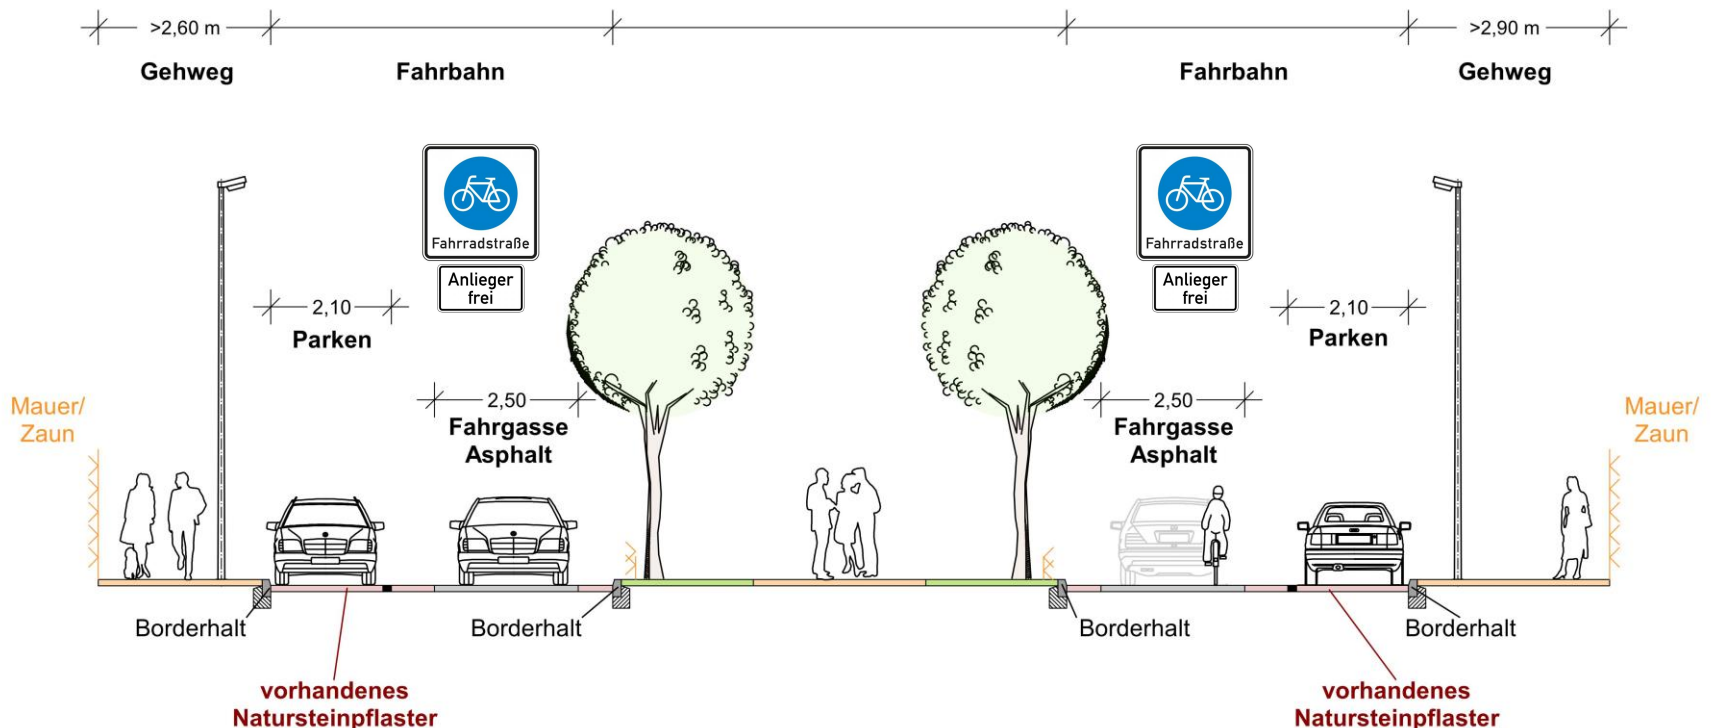 >2,60 m
>2,90 m
Gehweg
Fahrbahn
Fahrbahn
Gehweg
Fahrradstraße
Anlieger
frei
Fahrradstraße
Anlieger
frei
2,10
Parken
2,10
Parken
2,50
Fahrgasse
Asphalt
2,50
Fahrgasse
Asphalt
Mauer/
Zaun
Mauer/
Zaun
Borderhalt
Borderhalt
Borderhalt
Borderhalt
vorhandenes
Natursteinpflaster
vorhandenes
Natursteinpflaster